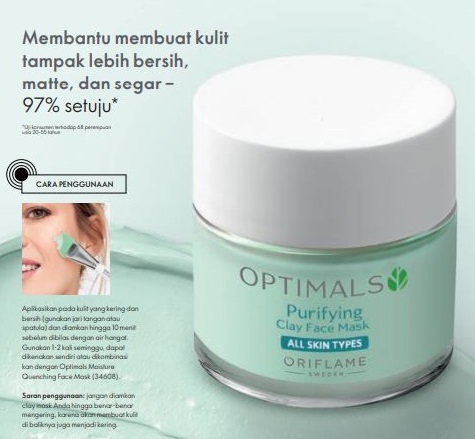 Membantu membuat kulit
tampak lebih bersih,
matte, dan segar –
97% setuju*
*Uji konsumen terhadap 68 perempuan
usia 20-55 tahun
CARA PENGGUNAAN
Aplikasikan pada kulit yang kering dan
bersih (gunakan jari tangan atau
spatula) dan diamkan hingga 10 menit
sebelum dibilas dengan air hangat.
Gunakan 1-2 kali seminggu, dapat
dikenakan sendiri atau dikombinasi
kan dengan Optimals Moisture
Quenching Face Mask (34608).
Saran penggunaan: jangan diamkan
clay mask Anda hingga benar-benar
mengering, karena akan membuat kulit
di baliknya juga menjadi kering.
OPTIMALS
Purifying
Clay Face Mask
ALL SKIN TYPES
ORIFLAME
SWEDEN